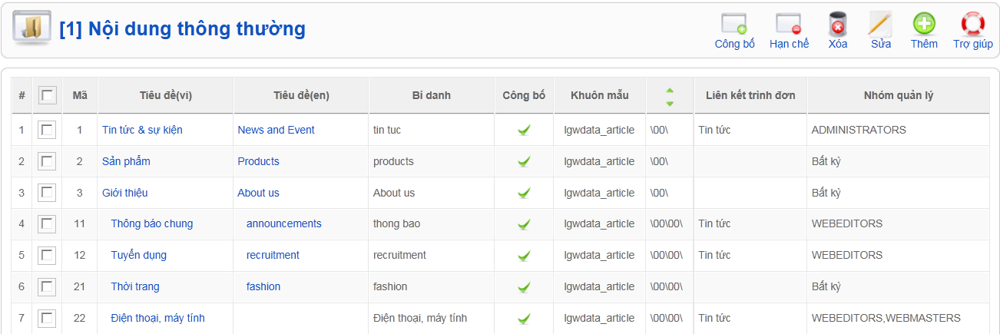 [1] Nội dung thông thường
Công bố Hạn chế Xóa Sửa Thêm Trợ giúp
# Mã Tiêu đề(vi) Tiêu đề(en) Bí danh Công bố Khuôn mẫu Liên kết trình đơn Nhóm quản lý
1 1 Tin tức & sự kiện News and Event tin tuc lgwdata_article \00\ Tin tức ADMINISTRATORS
2 2 Sản phẩm Products products lgwdata_article \00\ Bất kỳ
3 3 Giới thiệu About us About us lgwdata_article \00\ Bất kỳ
4 11 Thông báo chung announcements thong bao lgwdata_article \00\00\ Tin tức WEBEDITORS
5 12 Tuyển dụng recruitment recruitment lgwdata_article \00\00\ Tin tức WEBEDITORS
6 21 Thời trang fashion fashion lgwdata_article \00\00\ Bất kỳ
7 22 Điện thoại, máy tính Điện thoại, máy tính lgwdata_article \00\00\ Tin tức WEBEDITORS,WEBMASTERS